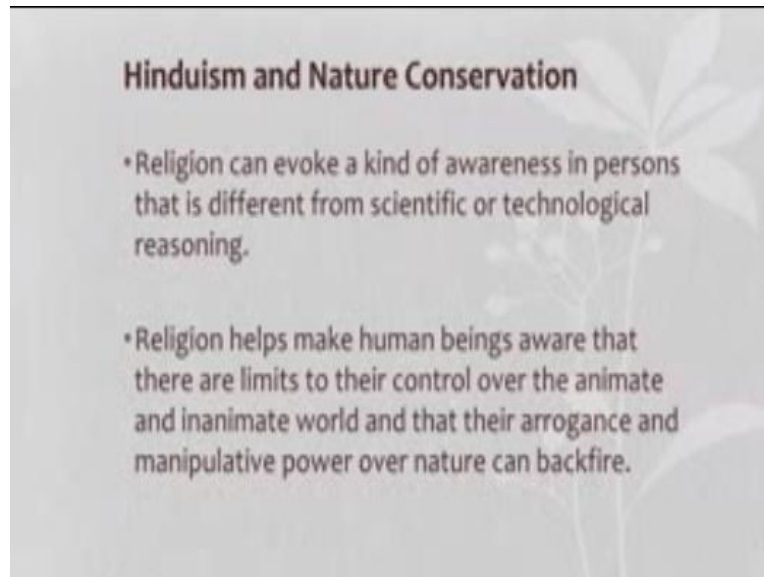 Hinduism and Nature Conservation
•Religion can evoke a kind of awareness in persons
that is different from scientific or technological
reasoning.
•Religion helps make human beings aware that
there are limits to their control over the animate
and inanimate world and that their arrogance and
manipulative power over nature can backfire.